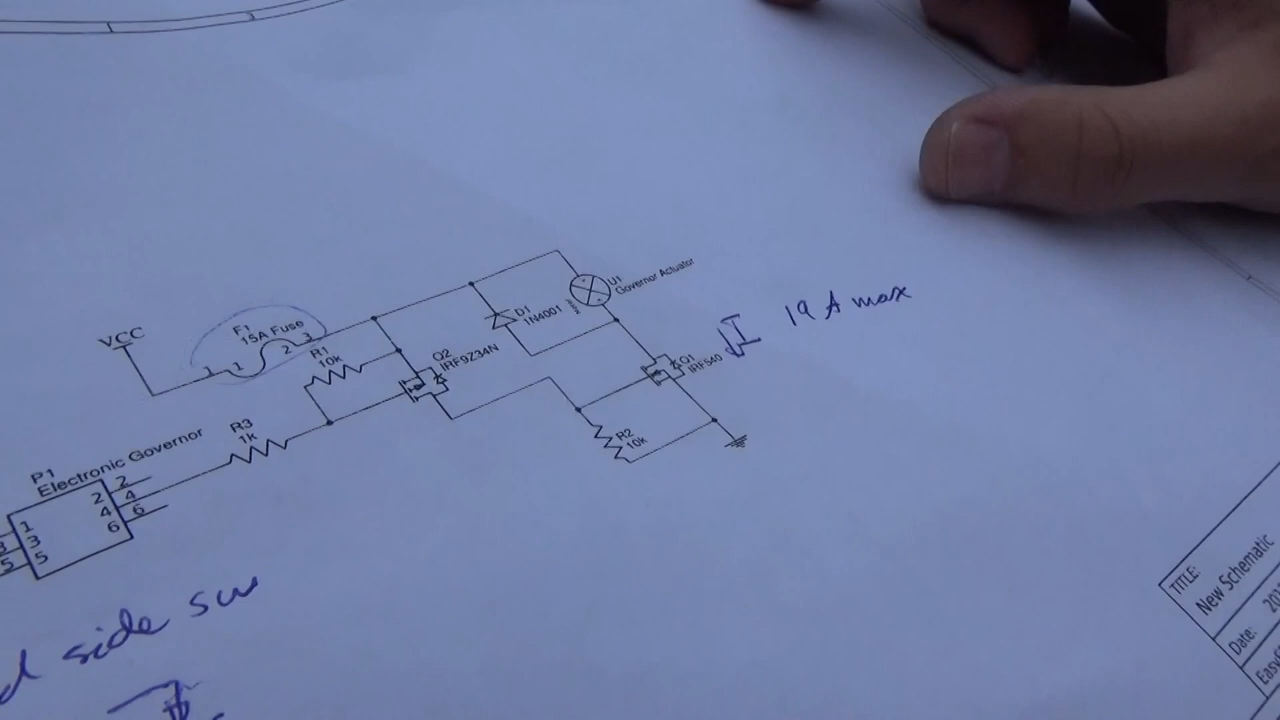 VCC
F1
15A Fuse
1 1 2 3
R1
10k
Q2
IRF9Z34N
D1
1N4001
U1
Governor Actuator
Q1
IRF540
I 19 A max
R2
10k
R3
1k
P1
Electronic Governor
2
4
6
2
4
6
1
3
5
3
5
side sw
TITLE:
New Schematic
Date: